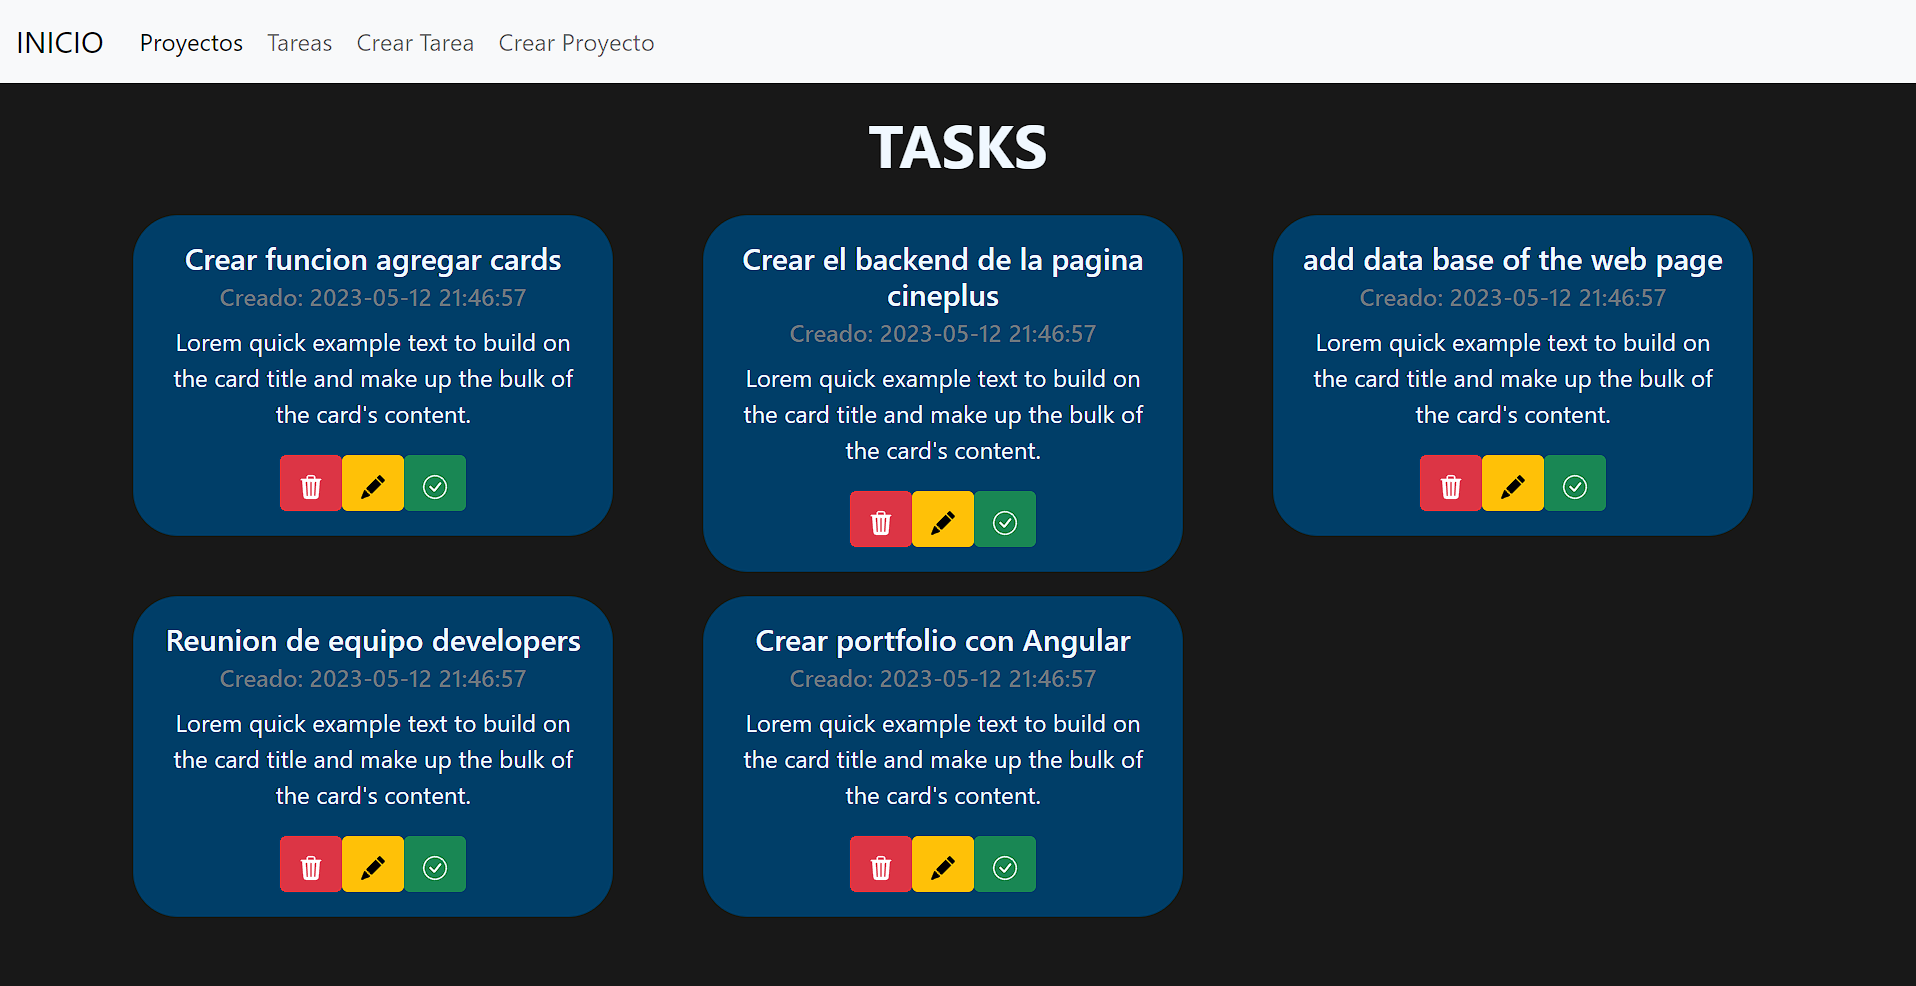 INICIO Proyectos Tareas Crear Tarea Crear Proyecto
TASKS
Crear funcion agregar cards
Creado: 2023-05-12 21:46:57
Lorem quick example text to build on
the card title and make up the bulk of
the card's content.
Crear el backend de la pagina
cineplus
Creado: 2023-05-12 21:46:57
Lorem quick example text to build on
the card title and make up the bulk of
the card's content.
add data base of the web page
Creado: 2023-05-12 21:46:57
Lorem quick example text to build on
the card title and make up the bulk of
the card's content.
Reunion de equipo developers
Creado: 2023-05-12 21:46:57
Lorem quick example text to build on
the card title and make up the bulk of
the card's content.
Crear portfolio con Angular
Creado: 2023-05-12 21:46:57
Lorem quick example text to build on
the card title and make up the bulk of
the card's content.